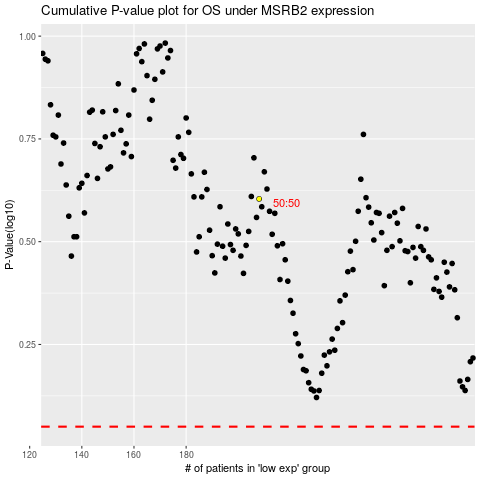 Cumulative P-value plot for OS under MSRB2 expression
P-Value(log10)
1.00
0.75
0.50
0.25
50:50
120 140 160 180
# of patients in 'low exp' group